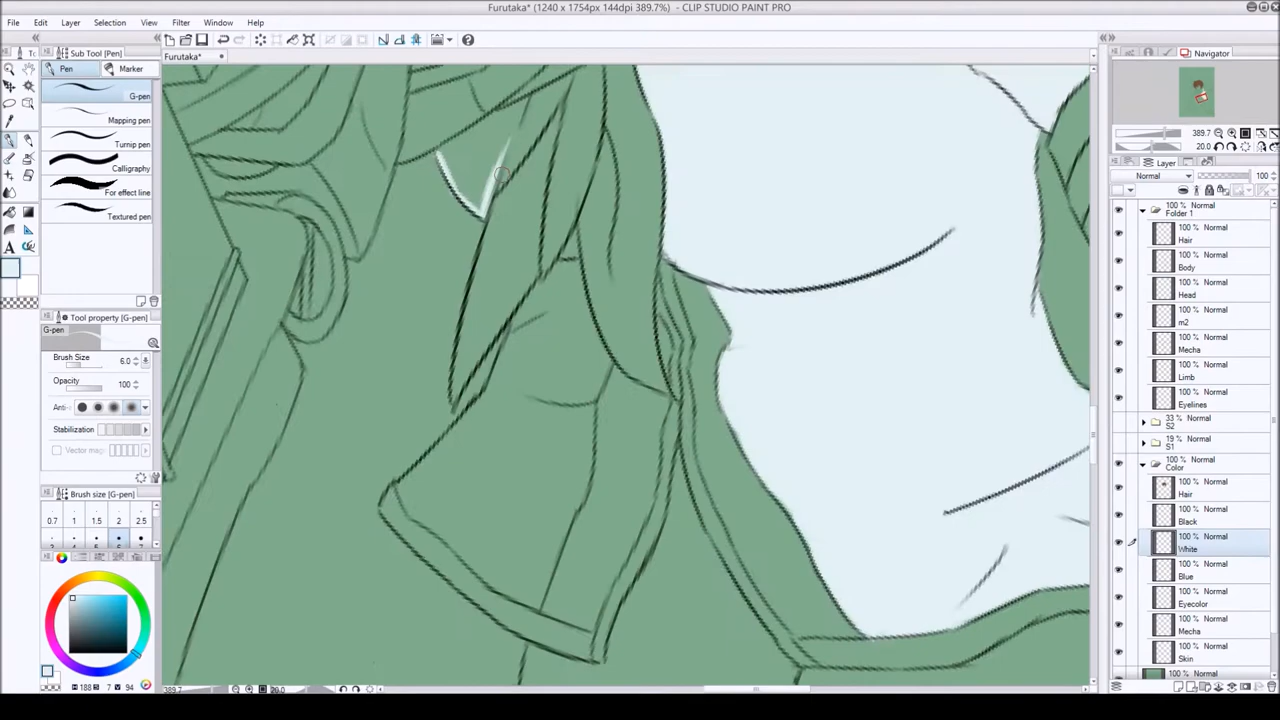 Furutaka* (1240 x 1754px 144dpi 389.7%) - CLIP STUDIO PAINT PRO
File Edit Layer Selection View Filter Window Help
Furutaka*
Sub Tool [Pen]
Pen Marker
G-pen
Mapping pen
Turnip pen
Calligraphy
For effect line
Textured pen
Tool property [G-pen]
G-pen
Brush Size 6.0
Opacity 100
Anti-
Stabilization
Vector mag
Brush size [G-pen]
0.7 1 1.5 2 2.5
188 7 94
389.7 20.0
Navigator
389.7
20.0
Layer
Normal 100
100 % Normal
Folder 1
100 % Normal
Hair
100 % Normal
Body
100 % Normal
Head
100 % Normal
m2
100 % Normal
Mecha
100 % Normal
Limb
100 % Normal
Eyelines
33 % Normal
S2
19 % Normal
S1
100 % Normal
Color
100 % Normal
Hair
100 % Normal
Black
100 % Normal
White
100 % Normal
Blue
100 % Normal
Eyecolor
100 % Normal
Mecha
100 % Normal
Skin
100 % Normal